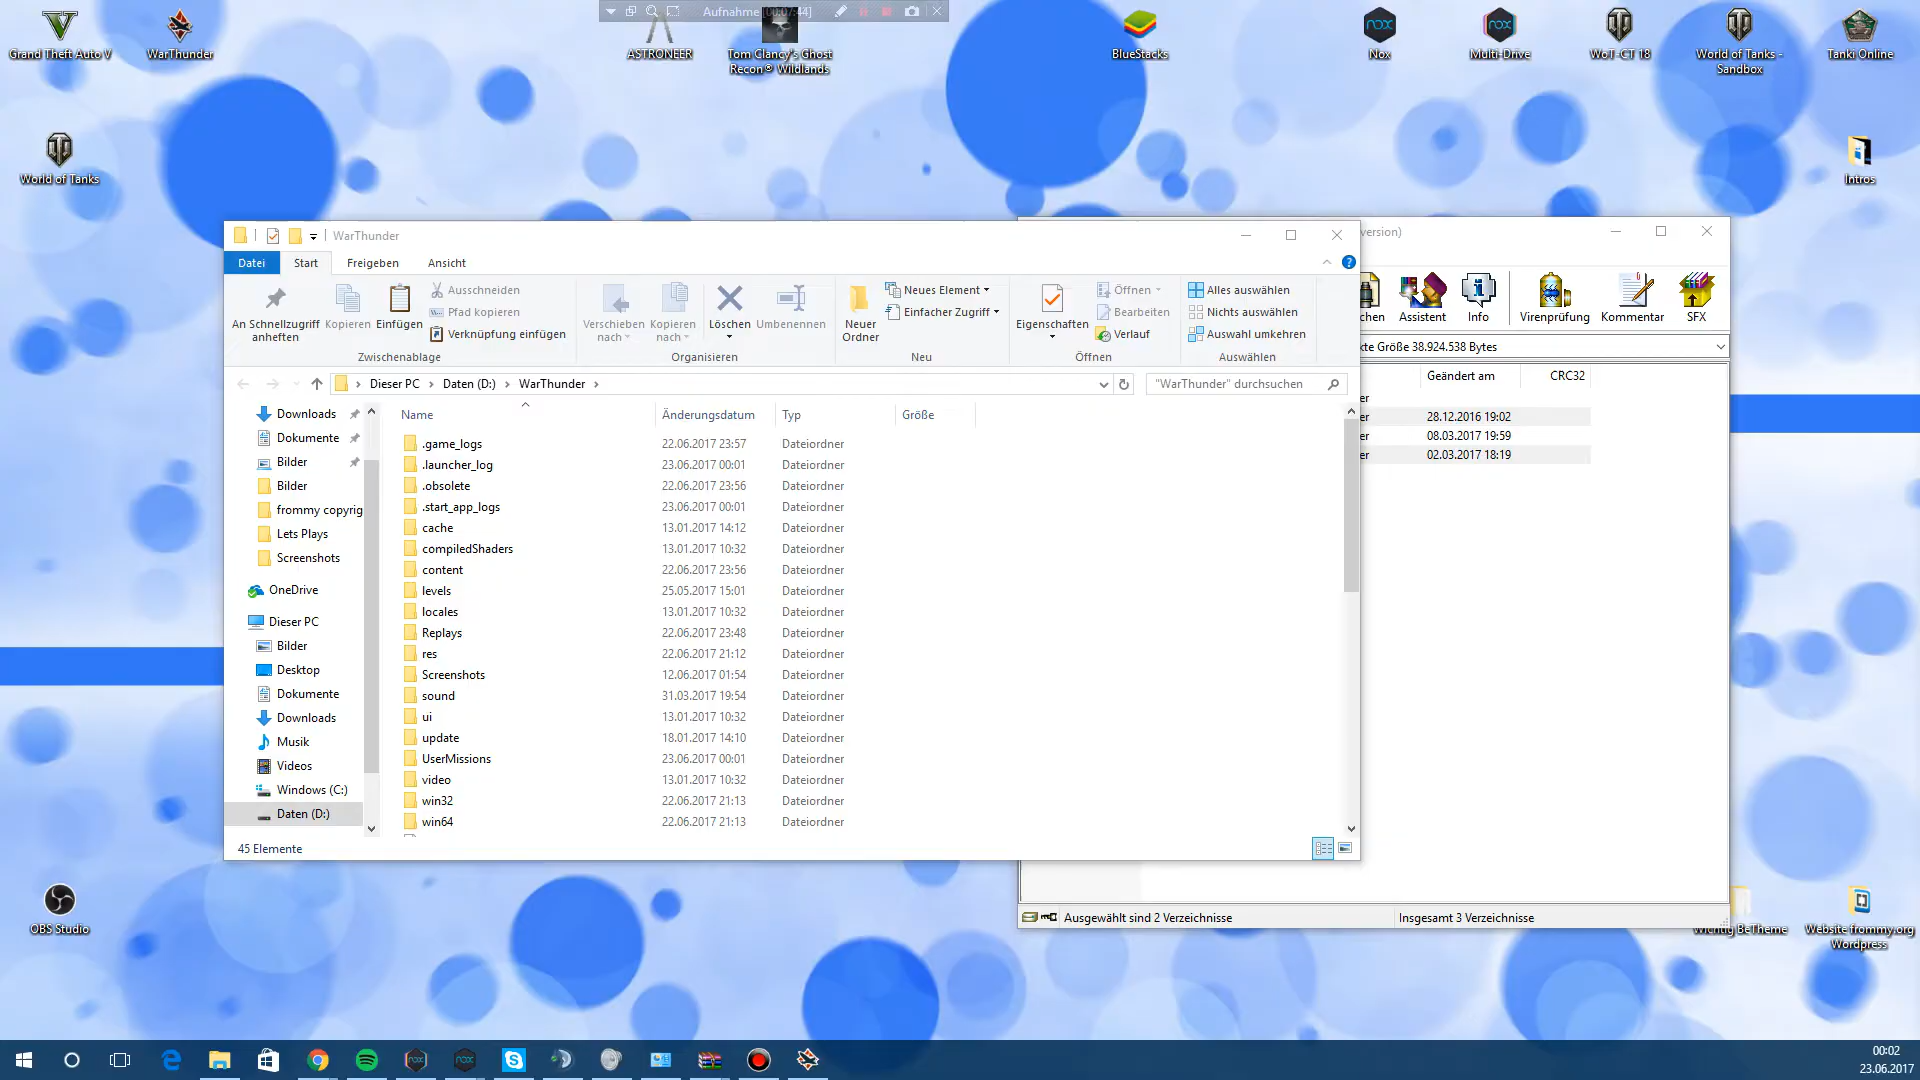 Aufnahme [00:07:44]
Grand Theft Auto V
WarThunder
ASTRONEER
Tom Clancy's Ghost
Recon® Wildlands
BlueStacks
Nox
Multi-Drive
WoT-CT 18
World of Tanks -
Sandbox
Tanki Online
World of Tanks
Intros
WarThunder
Datei
Start
Freigeben
Ansicht
An Schnellzugriff
anheften
Kopieren
Einfügen
Ausschneiden
Pfad kopieren
Verknüpfung einfügen
Zwischenablage
Verschieben
nach
Kopieren
nach
Löschen
Umbenennen
Organisieren
Neuer
Ordner
Neues Element
Einfacher Zugriff
Neu
Eigenschaften
Öffnen
Bearbeiten
Verlauf
Öffnen
Alles auswählen
Nichts auswählen
Auswahl umkehren
Auswählen
Dieser PC
Daten (D:)
WarThunder
"WarThunder" durchsuchen
Downloads
Dokumente
Bilder
Bilder
frommy copyrig
Lets Plays
Screenshots
OneDrive
Dieser PC
Bilder
Desktop
Dokumente
Downloads
Musik
Videos
Windows (C:)
Daten (D:)
Name Änderungsdatum Typ Größe
.game_logs 22.06.2017 23:57 Dateiordner
.launcher_log 23.06.2017 00:01 Dateiordner
.obsolete 22.06.2017 23:56 Dateiordner
.start_app_logs 23.06.2017 00:01 Dateiordner
cache 13.01.2017 14:12 Dateiordner
compiledShaders 13.01.2017 10:32 Dateiordner
content 22.06.2017 23:56 Dateiordner
levels 25.05.2017 15:01 Dateiordner
locales 13.01.2017 10:32 Dateiordner
Replays 22.06.2017 23:48 Dateiordner
res 22.06.2017 21:12 Dateiordner
Screenshots 12.06.2017 01:54 Dateiordner
sound 31.03.2017 19:54 Dateiordner
ui 13.01.2017 10:32 Dateiordner
update 18.01.2017 14:10 Dateiordner
UserMissions 23.06.2017 00:01 Dateiordner
video 13.01.2017 10:32 Dateiordner
win32 22.06.2017 21:13 Dateiordner
win64 22.06.2017 21:13 Dateiordner
45 Elemente
version)
chen
Assistent
Info
Virenprüfung
Kommentar
SFX
kte Größe 38.924.538 Bytes
Geändert am CRC32
er
er 28.12.2016 19:02
er 08.03.2017 19:59
er 02.03.2017 18:19
Ausgewählt sind 2 Verzeichnisse
Insgesamt 3 Verzeichnisse
OBS Studio
Wichtig BeTheme
Website frommy.org
Wordpress
00:02
23.06.2017